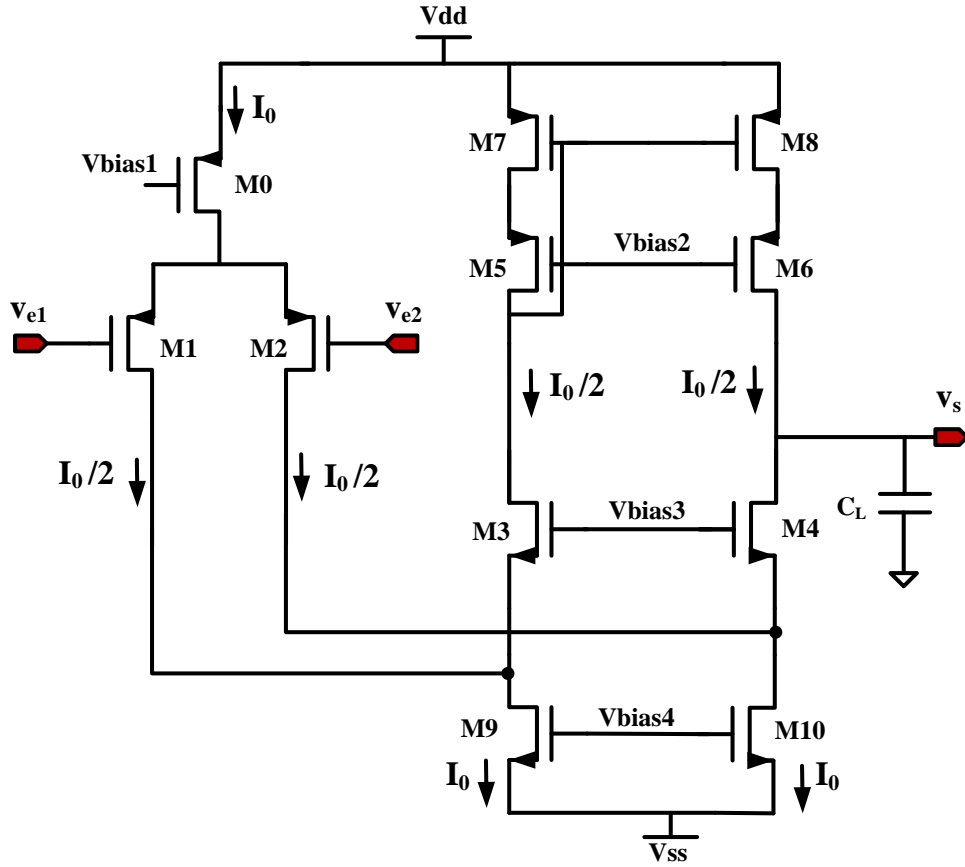 Vdd
I₀
M7
M8
Vbias1
M0
Vbias2
M5
M6
vₑ₁
vₑ₂
M1
M2
I₀/2
I₀/2
vₛ
I₀/2
I₀/2
Vbias3
C_L
M3
M4
Vbias4
M9
M10
I₀
I₀
Vss